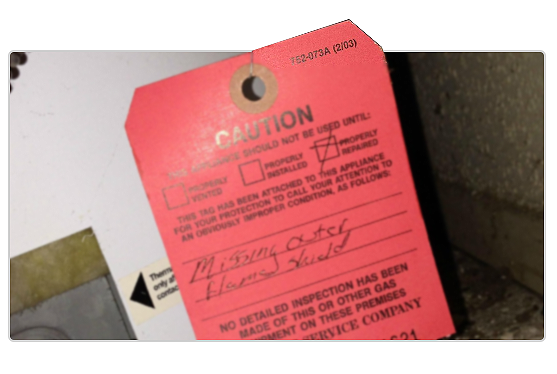 TE2-073A (2/03)
CAUTION
THIS APPLIANCE SHOULD NOT BE USED UNTIL:
PROPERLY VENTED
PROPERLY INSTALLED
PROPERLY REPAIRED
THIS TAG HAS BEEN ATTACHED TO THIS APPLIANCE
FOR YOUR PROTECTION TO CALL YOUR ATTENTION TO
AN OBVIOUSLY IMPROPER CONDITION, AS FOLLOWS:
Missing outer
flame shield
NO DETAILED INSPECTION HAS BEEN
MADE OF THIS OR OTHER GAS
ON THESE PREMISES
SERVICE COMPANY
only